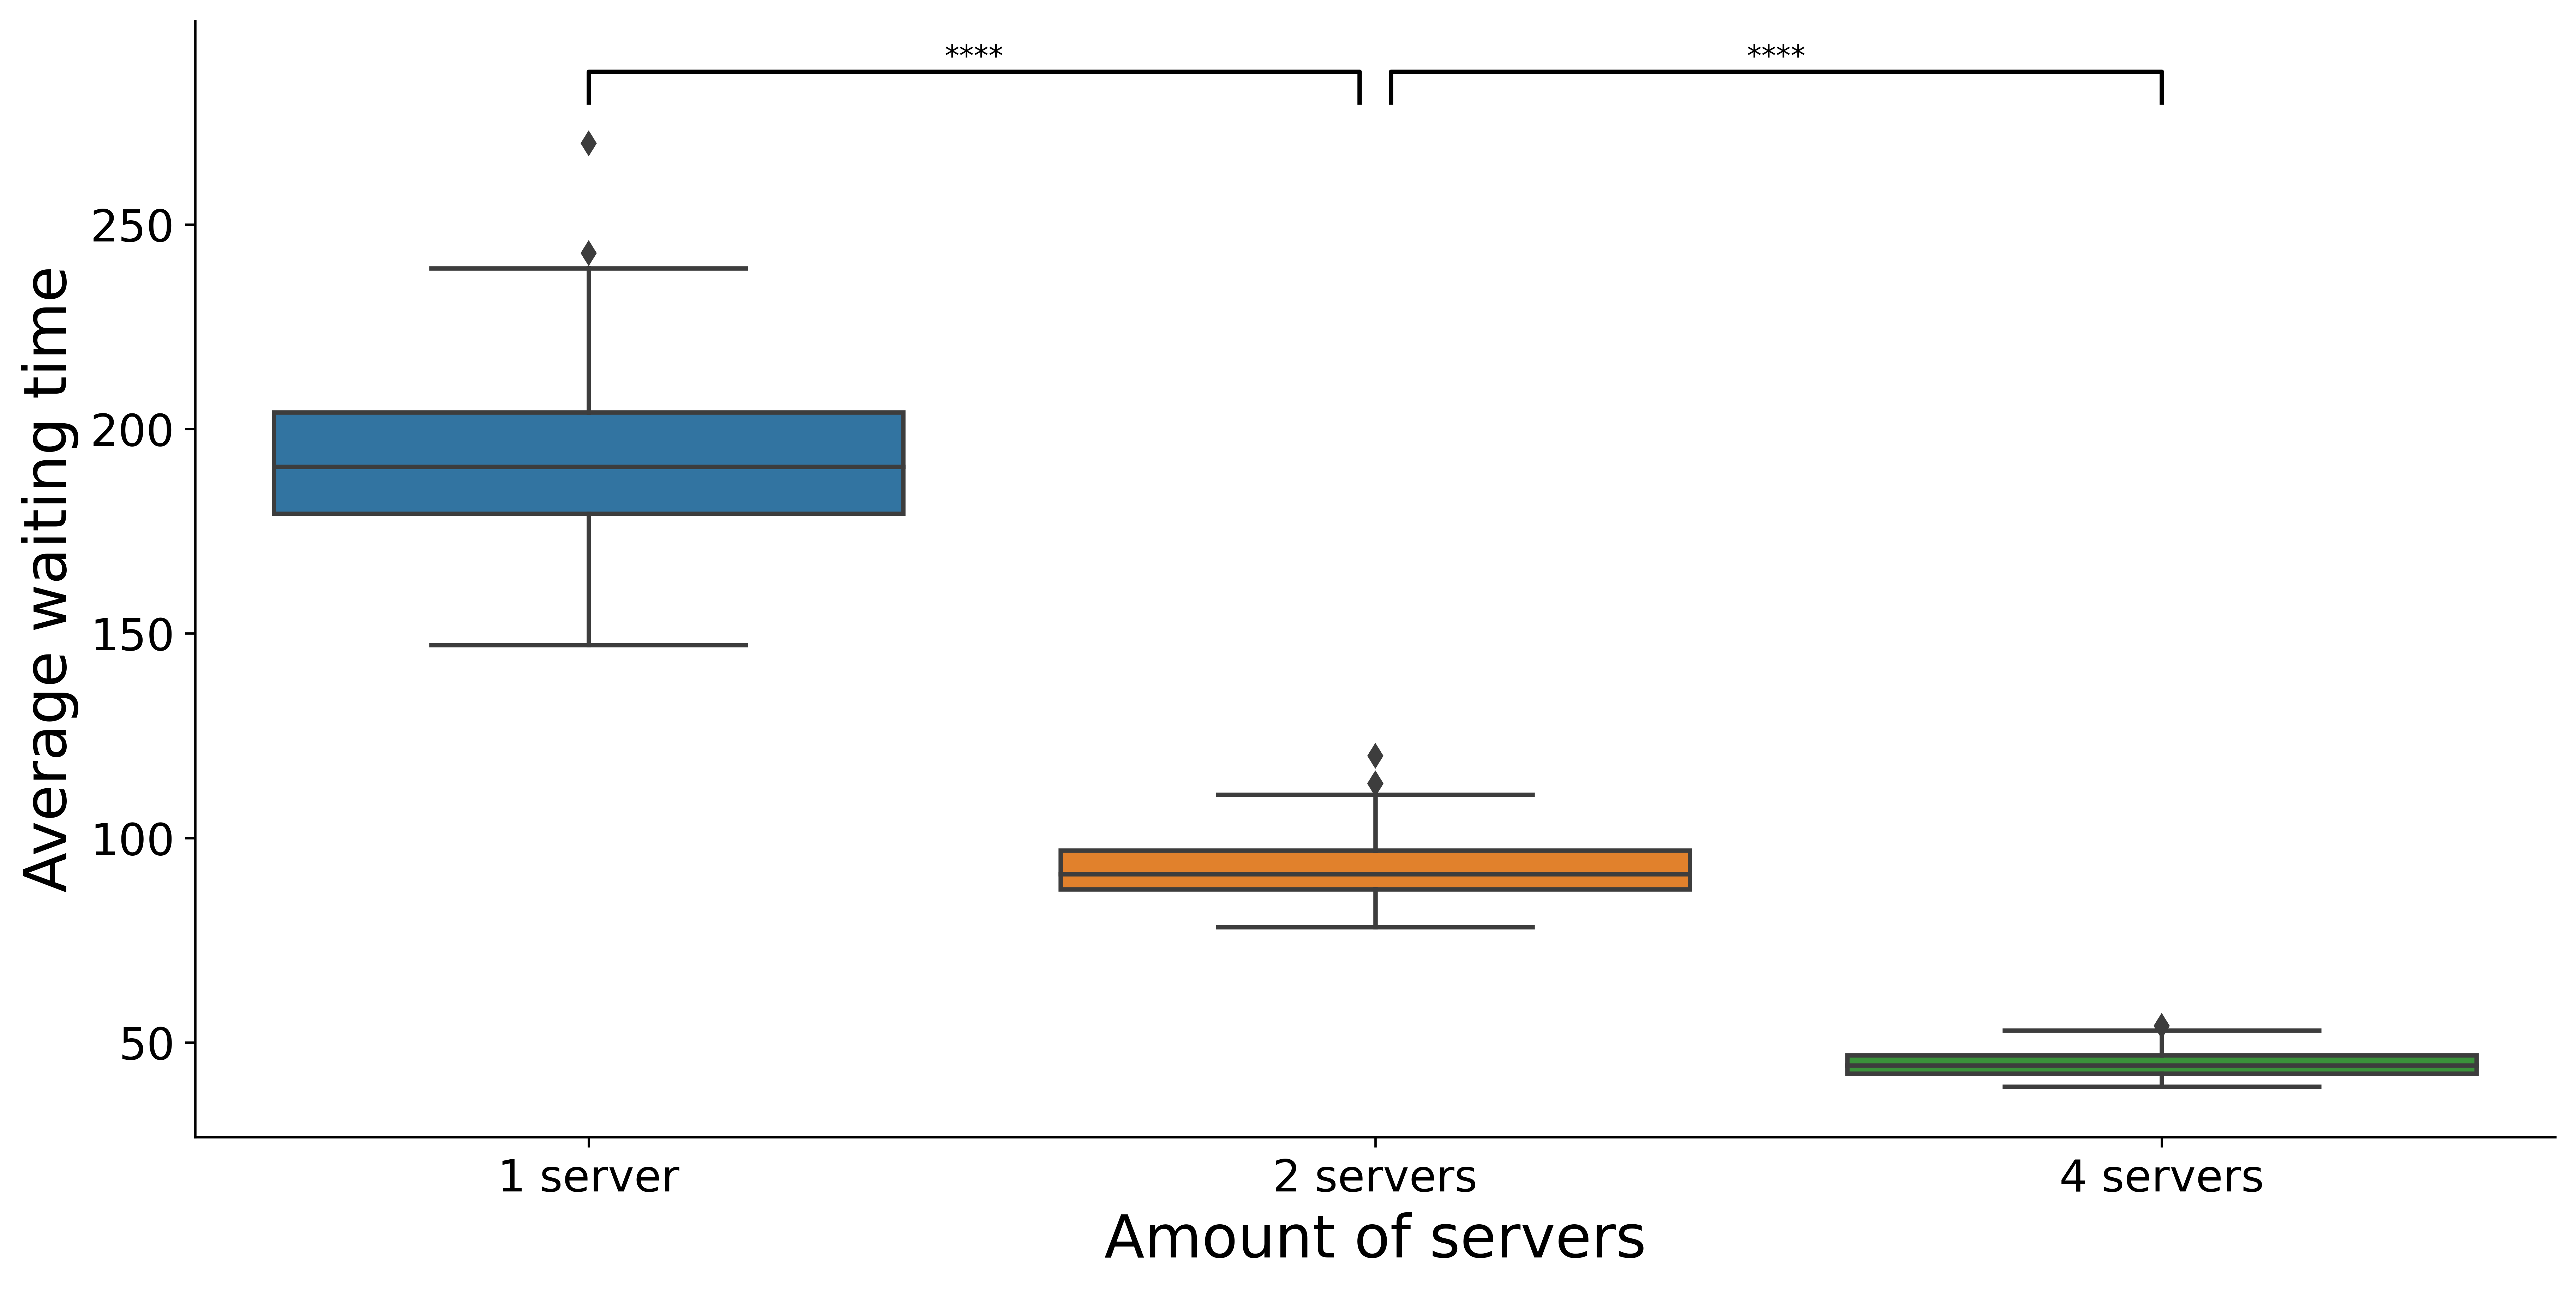 **** ****
250
200
150
100
50
Average waiting time
1 server 2 servers 4 servers
Amount of servers